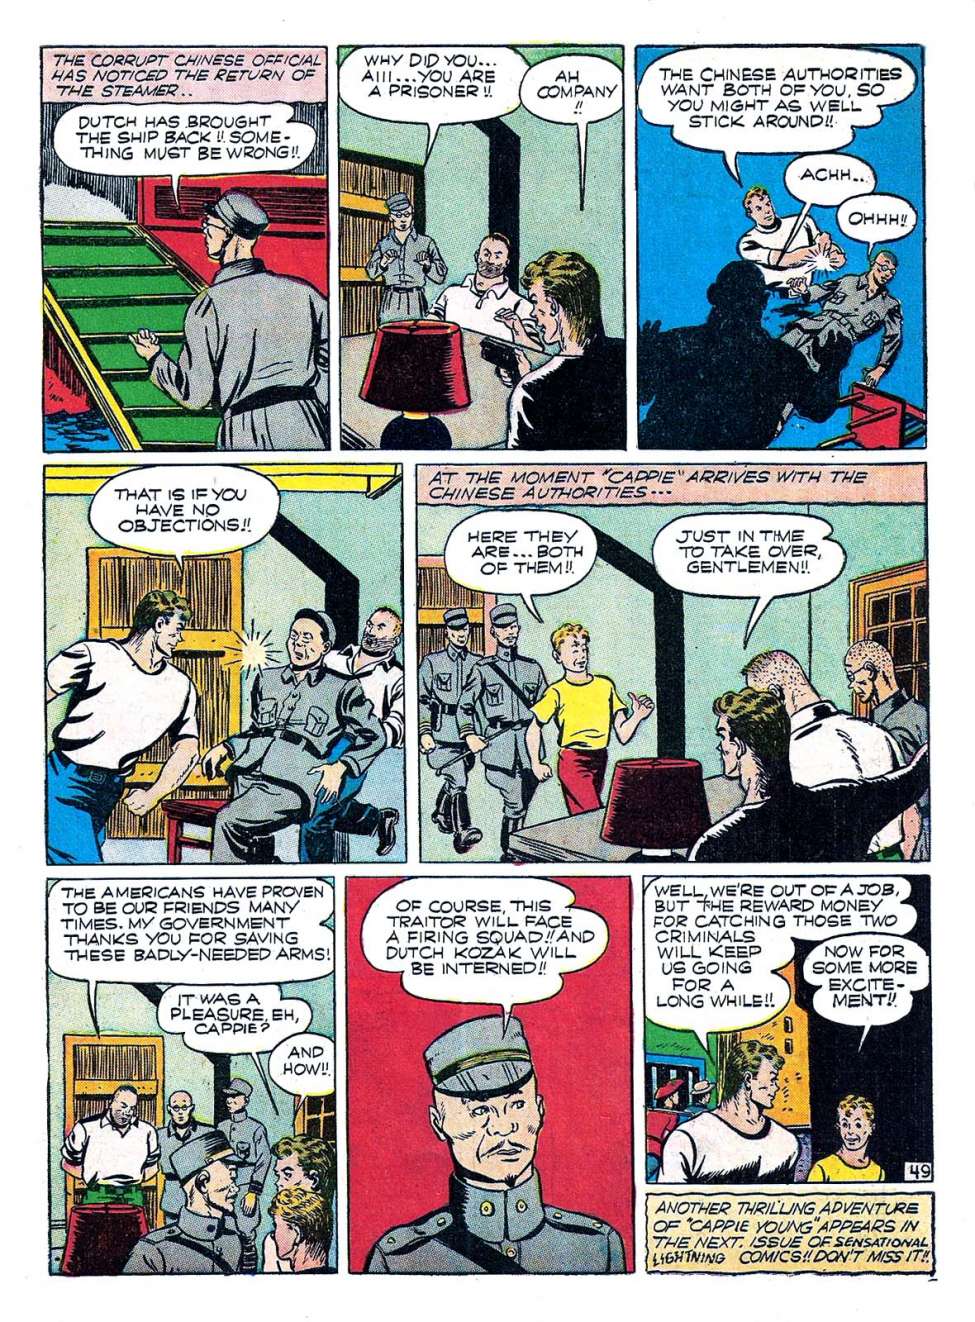 THE CORRUPT CHINESE OFFICIAL
HAS NOTICED THE RETURN OF
THE STEAMER..
DUTCH HAS BROUGHT
THE SHIP BACK!! SOME-
THING MUST BE WRONG!!
WHY DID YOU...
AIII...YOU ARE
A PRISONER!!
AH
COMPANY
!!
THE CHINESE AUTHORITIES
WANT BOTH OF YOU, SO
YOU MIGHT AS WELL
STICK AROUND!!
ACHH...
OHHH!!
THAT IS IF YOU
HAVE NO
OBJECTIONS!!
AT THE MOMENT "CAPPIE" ARRIVES WITH THE
CHINESE AUTHORITIES---
HERE THEY
ARE... BOTH
OF THEM!!
JUST IN TIME
TO TAKE OVER,
GENTLEMEN!!
THE AMERICANS HAVE PROVEN
TO BE OUR FRIENDS MANY
TIMES. MY GOVERNMENT
THANKS YOU FOR SAVING
THESE BADLY-NEEDED ARMS!
IT WAS A
PLEASURE, EH,
CAPPIE?
AND
HOW!!
OF COURSE, THIS
TRAITOR WILL FACE
A FIRING SQUAD!! AND
DUTCH KOZAK WILL
BE INTERNED!!
WELL, WE'RE OUT OF A JOB,
BUT THE REWARD MONEY
FOR CATCHING THOSE TWO
CRIMINALS
WILL KEEP
US GOING
FOR A
LONG WHILE!!
NOW FOR
SOME MORE
EXCITE-
MENT!!
49
ANOTHER THRILLING ADVENTURE
OF "CAPPIE YOUNG" APPEARS IN
THE NEXT. ISSUE OF SENSATIONAL
LIGHTNING COMICS!! DON'T MISS IT!!